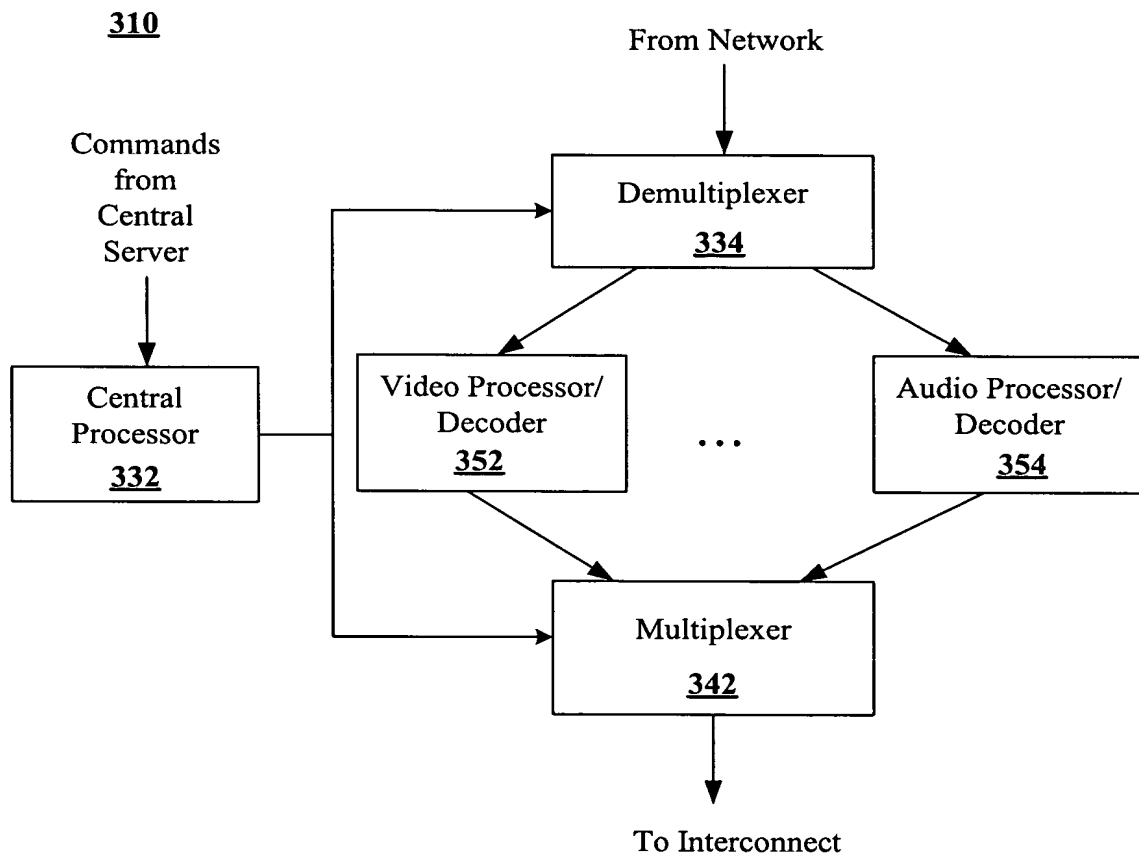 310
From Network
Commands
from
Central
Server
Demultiplexer
334
Central
Processor
332
Video Processor/
Decoder
352
...
Audio Processor/
Decoder
354
Multiplexer
342
To Interconnect